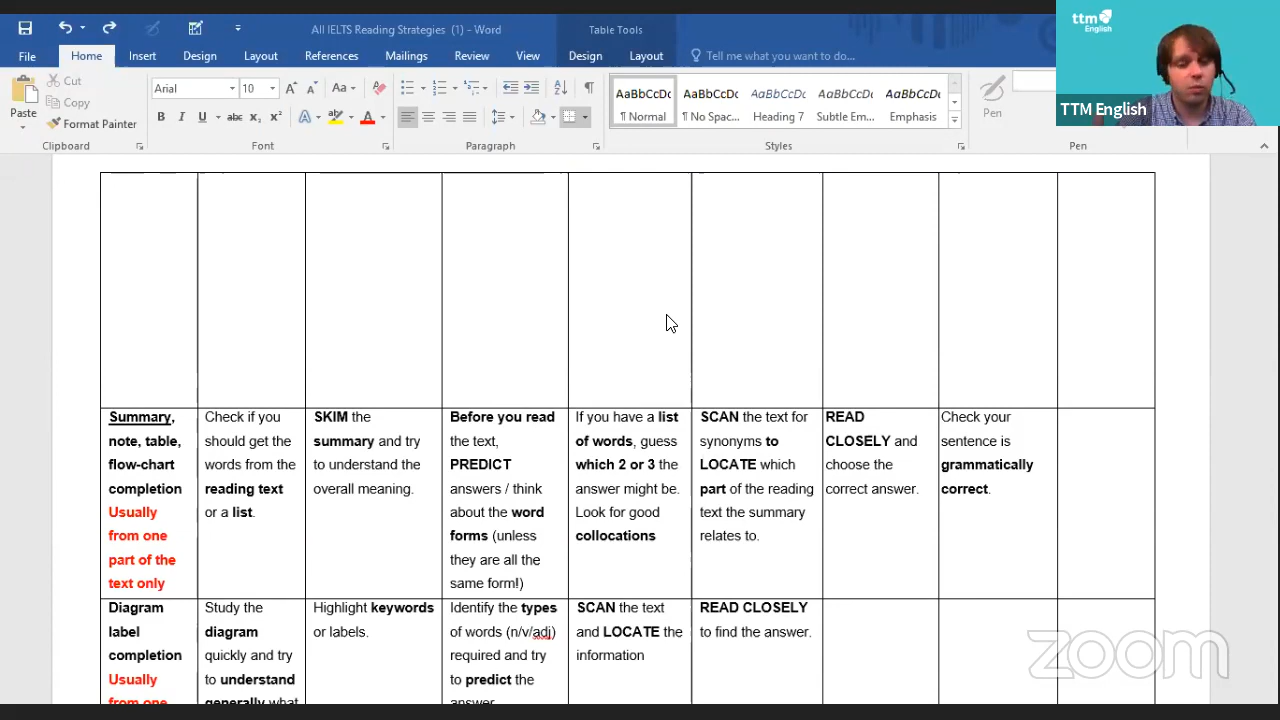 All IELTS Reading Strategies (1) - Word
Table Tools
ttm
English
File
Home
Insert
Design
Layout
References
Mailings
Review
View
Design
Layout
Tell me what you want to do...
Cut
Copy
Paste
Format Painter
Clipboard
Arial
10
Font
Paragraph
AaBbCcDc
AaBbCcDc
AaBbCcDc
AaBbCcDc
AaBbCcDc
¶ Normal
¶ No Spac...
Heading 7
Subtle Em...
Emphasis
Styles
Pen
Pen
TTM English
Summary,
note, table,
flow-chart
completion
Usually
from one
part of the
text only
Check if you
should get the
words from the
reading text
or a list.
SKIM the
summary and try
to understand the
overall meaning.
Before you read
the text,
PREDICT
answers / think
about the word
forms (unless
they are all the
same form!)
If you have a list
of words, guess
which 2 or 3 the
answer might be.
Look for good
collocations
SCAN the text for
synonyms to
LOCATE which
part of the reading
text the summary
relates to.
READ
CLOSELY and
choose the
correct answer.
Check your
sentence is
grammatically
correct.
Diagram
label
completion
Usually
from one
Study the
diagram
quickly and try
to understand
generally what
Highlight keywords
or labels.
Identify the types
of words (n/v/adj)
required and try
to predict the
answer
SCAN the text
and LOCATE the
information
READ CLOSELY
to find the answer.
zoom